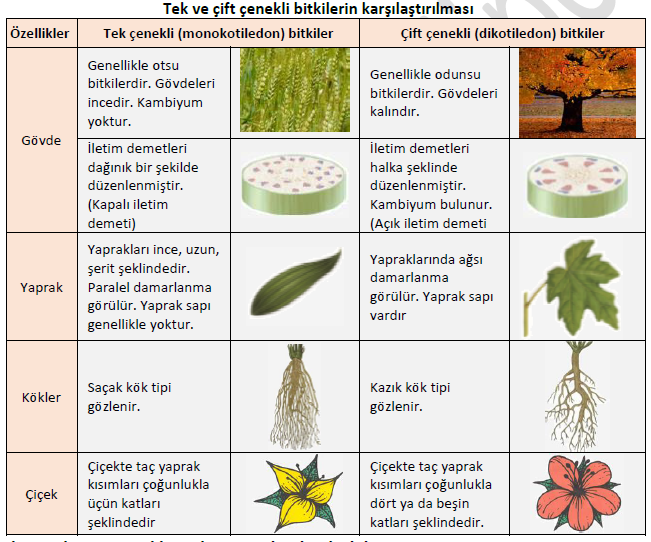 Tek ve çift çenekli bitkilerin karşılaştırılması
Özellikler
Tek çenekli (monokotiledon) bitkiler
Çift çenekli (dikotiledon) bitkiler
Gövde
Genellikle otsu
bitkilerdir. Gövdeleri
incedir. Kambiyum
yoktur.
Genellikle odunsu
bitkilerdir. Gövdeleri
kalındır.
İletim demetleri
dağınık bir şekilde
düzenlenmiştir.
(Kapalı iletim
demeti)
İletim demetleri
halka şeklinde
düzenlenmiştir.
Kambiyum bulunur.
(Açık iletim demeti
Yaprak
Yaprakları ince, uzun,
şerit şeklindedir.
Paralel damarlanma
görülür. Yaprak sapı
genellikle yoktur.
Yapraklarında ağsı
damarlanma
görülür. Yaprak sapı
vardır
Kökler
Saçak kök tipi
gözlenir.
Kazık kök tipi
gözlenir.
Çiçek
Çiçekte taç yaprak
kısımları çoğunlukla
üçün katları
şeklindedir
Çiçekte taç yaprak
kısımları çoğunlukla
dört ya da beşin
katları şeklindedir.